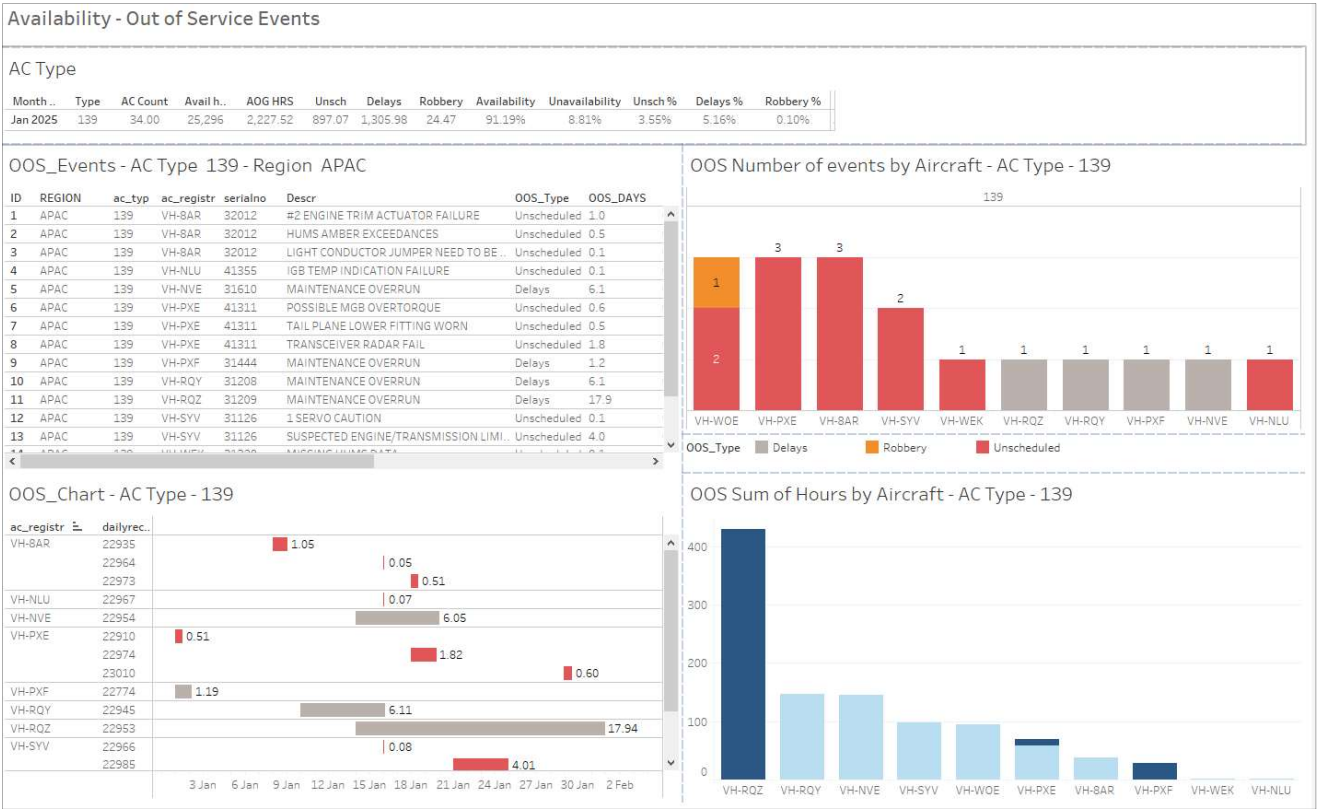 Availability - Out of Service Events
AC Type
Month .. Type AC Count Avail h.. AOG HRS Unsch Delays Robbery Availability Unavailability Unsch % Delays % Robbery %
Jan 2025 139 34.00 25,296 2,227.52 897.07 1,305.98 24.47 91.19% 8.81% 3.55% 5.16% 0.10%
OOS_Events - AC Type 139 - Region APAC
ID REGION ac_typ ac_registr serialno Descr OOS_Type OOS_DAYS
1 APAC 139 VH-8AR 32012 #2 ENGINE TRIM ACTUATOR FAILURE Unscheduled 1.0
2 APAC 139 VH-8AR 32012 HUMS AMBER EXCEEDANCES Unscheduled 0.5
3 APAC 139 VH-8AR 32012 LIGHT CONDUCTOR JUMPER NEED TO BE .. Unscheduled 0.1
4 APAC 139 VH-NLU 41355 IGB TEMP INDICATION FAILURE Unscheduled 0.1
5 APAC 139 VH-NVE 31610 MAINTENANCE OVERRUN Delays 6.1
6 APAC 139 VH-PXE 41311 POSSIBLE MGB OVERTORQUE Unscheduled 0.6
7 APAC 139 VH-PXE 41311 TAIL PLANE LOWER FITTING WORN Unscheduled 0.5
8 APAC 139 VH-PXE 41311 TRANSCEIVER RADAR FAIL Unscheduled 1.8
9 APAC 139 VH-PXF 31444 MAINTENANCE OVERRUN Delays 1.2
10 APAC 139 VH-RQY 31208 MAINTENANCE OVERRUN Delays 6.1
11 APAC 139 VH-RQZ 31209 MAINTENANCE OVERRUN Delays 17.9
12 APAC 139 VH-SYV 31126 1 SERVO CAUTION Unscheduled 0.1
13 APAC 139 VH-SYV 31126 SUSPECTED ENGINE/TRANSMISSION LIMI.. Unscheduled 4.0
OOS Number of events by Aircraft - AC Type - 139
139
1
2
3
3
2
1
1
1
1
1
1
VH-WOE VH-PXE VH-8AR VH-SYV VH-WEK VH-RQZ VH-RQY VH-PXF VH-NVE VH-NLU
OOS_Type Delays Robbery Unscheduled
OOS_Chart - AC Type - 139
ac_registr dailyrec..
VH-8AR 22935 1.05
22964 0.05
22973 0.51
VH-NLU 22967 0.07
VH-NVE 22954 6.05
VH-PXE 22910 0.51
22974 1.82
23010 0.60
VH-PXF 22774 1.19
VH-RQY 22945 6.11
VH-RQZ 22953 17.94
VH-SYV 22966 0.08
22985 4.01
3 Jan 6 Jan 9 Jan 12 Jan 15 Jan 18 Jan 21 Jan 24 Jan 27 Jan 30 Jan 2 Feb
OOS Sum of Hours by Aircraft - AC Type - 139
400
300
200
100
0
VH-RQZ VH-RQY VH-NVE VH-SYV VH-WOE VH-PXE VH-8AR VH-PXF VH-WEK VH-NLU